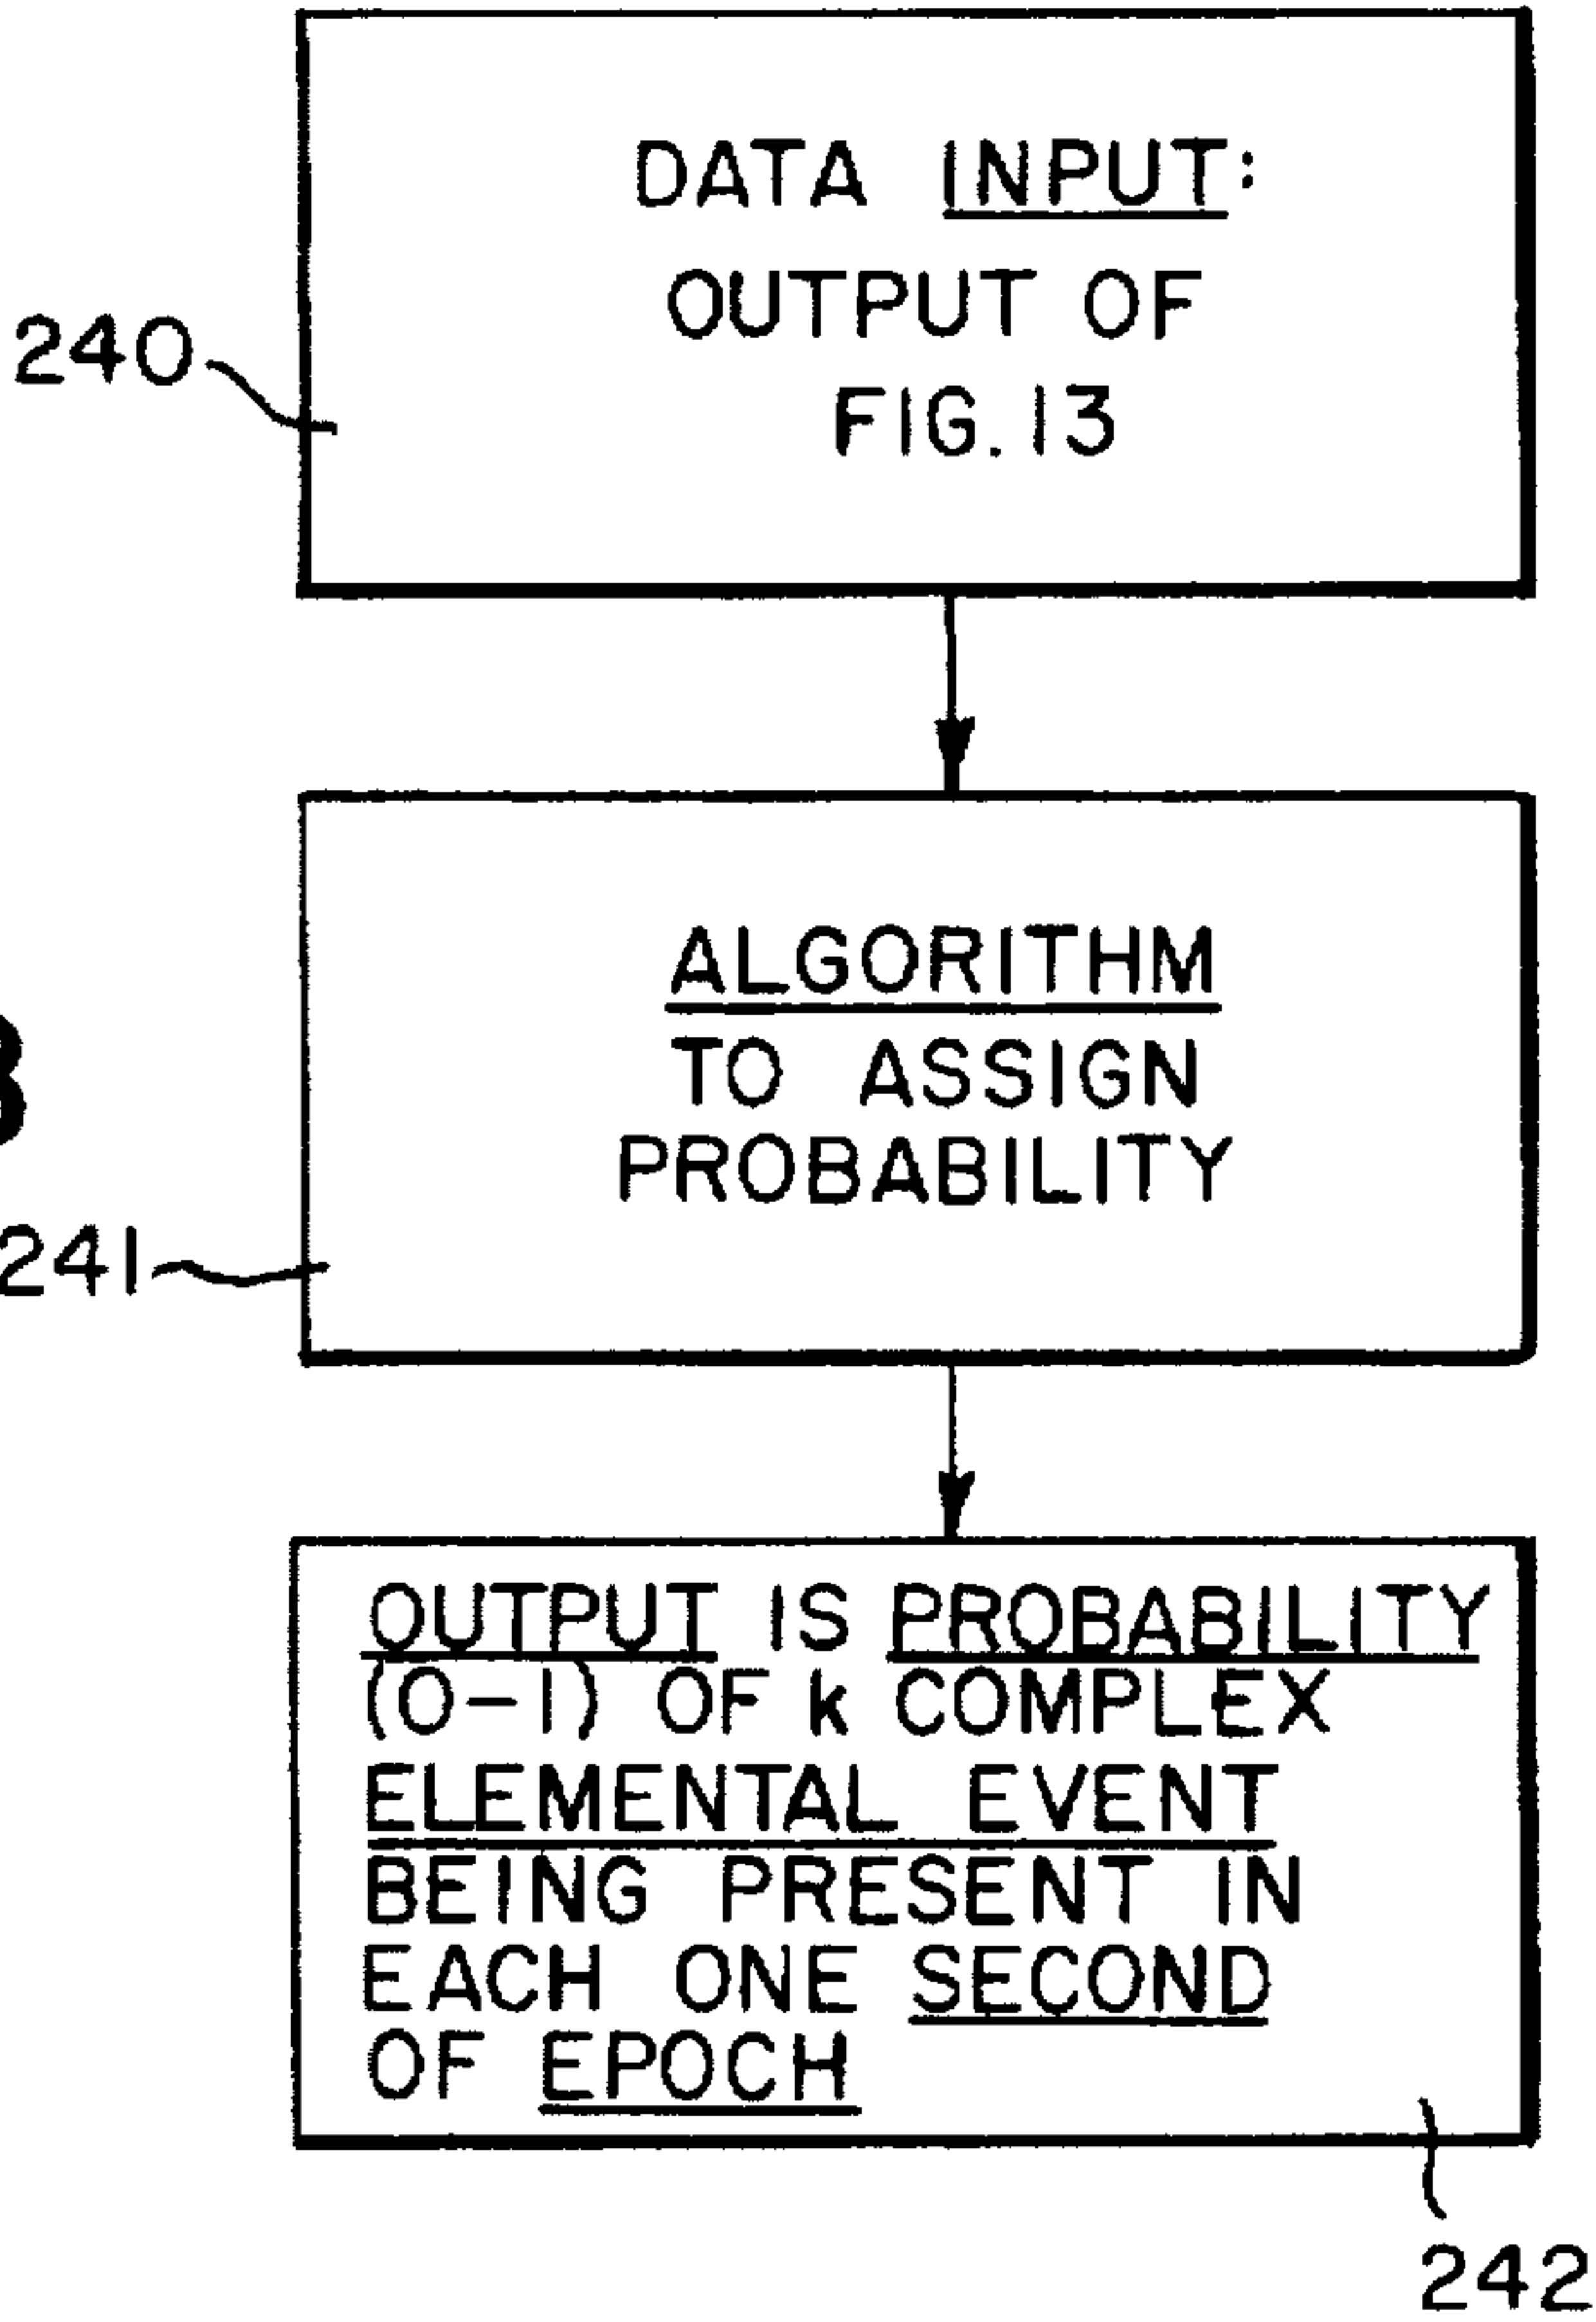 DATA INPUT:
OUTPUT OF
FIG. 13
240
ALGORITHM
TO ASSIGN
PROBABILITY
241
OUTPUT IS PROBABILITY
(0-1) OF k COMPLEX
ELEMENTAL EVENT
BEING PRESENT IN
EACH ONE SECOND
OF EPOCH
242